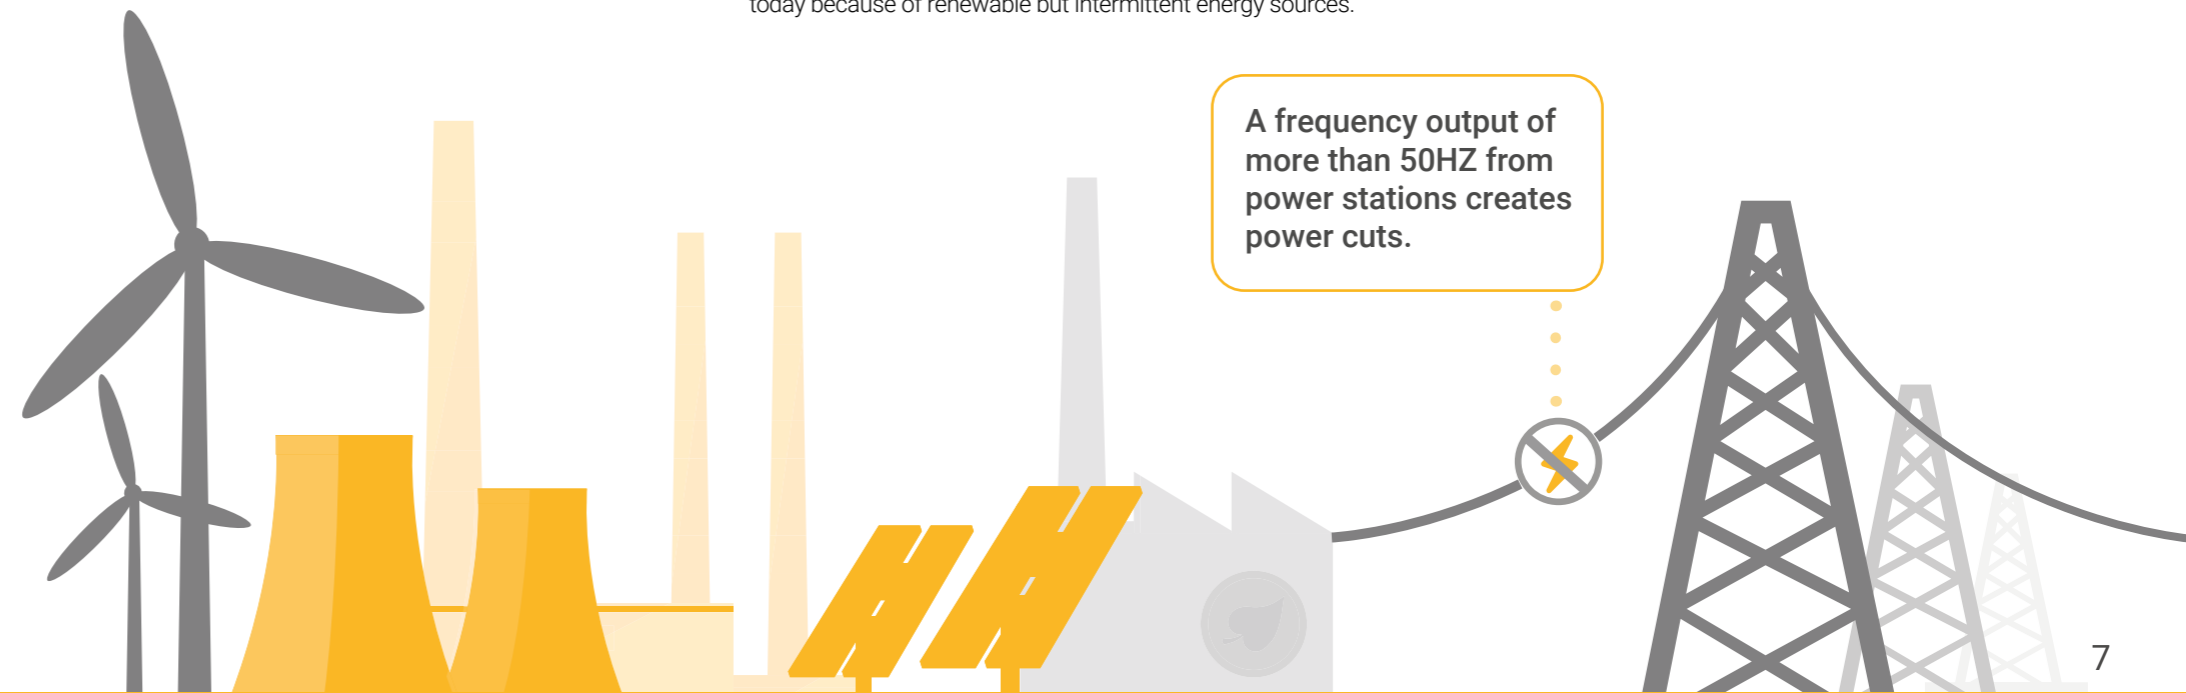 today because of renewable but intermittent energy sources.
A frequency output of
more than 50HZ from
power stations creates
power cuts.
7